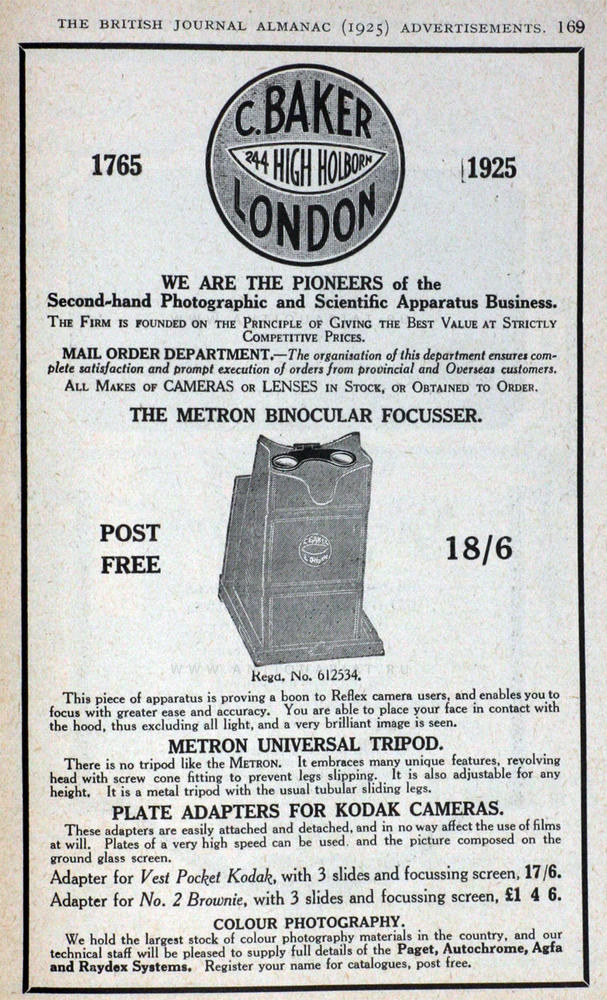 THE BRITISH JOURNAL ALMANAC (1925) ADVERTISEMENTS. 169
C. BAKER
244 HIGH HOLBORN
LONDON
1765
1925
WE ARE THE PIONEERS of the
Second-hand Photographic and Scientific Apparatus Business.
THE FIRM IS FOUNDED ON THE PRINCIPLE OF GIVING THE BEST VALUE AT STRICTLY
COMPETITIVE PRICES.
MAIL ORDER DEPARTMENT.—The organisation of this department ensures com-
plete satisfaction and prompt execution of orders from provincial and Overseas customers.
ALL MAKES OF CAMERAS OR LENSES IN STOCK, OR OBTAINED TO ORDER.
THE METRON BINOCULAR FOCUSSER.
POST
FREE
C. BAKER
LONDON
18/6
Regd. No. 612534.
This piece of apparatus is proving a boon to Reflex camera users, and enables you to
focus with greater ease and accuracy. You are able to place your face in contact with
the hood, thus excluding all light, and a very brilliant image is seen.
METRON UNIVERSAL TRIPOD.
There is no tripod like the METRON. It embraces many unique features, revolving
head with screw cone fitting to prevent legs slipping. It is also adjustable for any
height. It is a metal tripod with the usual tubular sliding legs.
PLATE ADAPTERS FOR KODAK CAMERAS.
These adapters are easily attached and detached, and in no way affect the use of films
at will. Plates of a very high speed can be used, and the picture composed on the
ground glass screen.
Adapter for Vest Pocket Kodak, with 3 slides and focussing screen, 17/6.
Adapter for No. 2 Brownie, with 3 slides and focussing screen, £1 4 6.
COLOUR PHOTOGRAPHY.
We hold the largest stock of colour photography materials in the country, and our
technical staff will be pleased to supply full details of the Paget, Autochrome, Agfa
and Raydex Systems. Register your name for catalogues, post free.